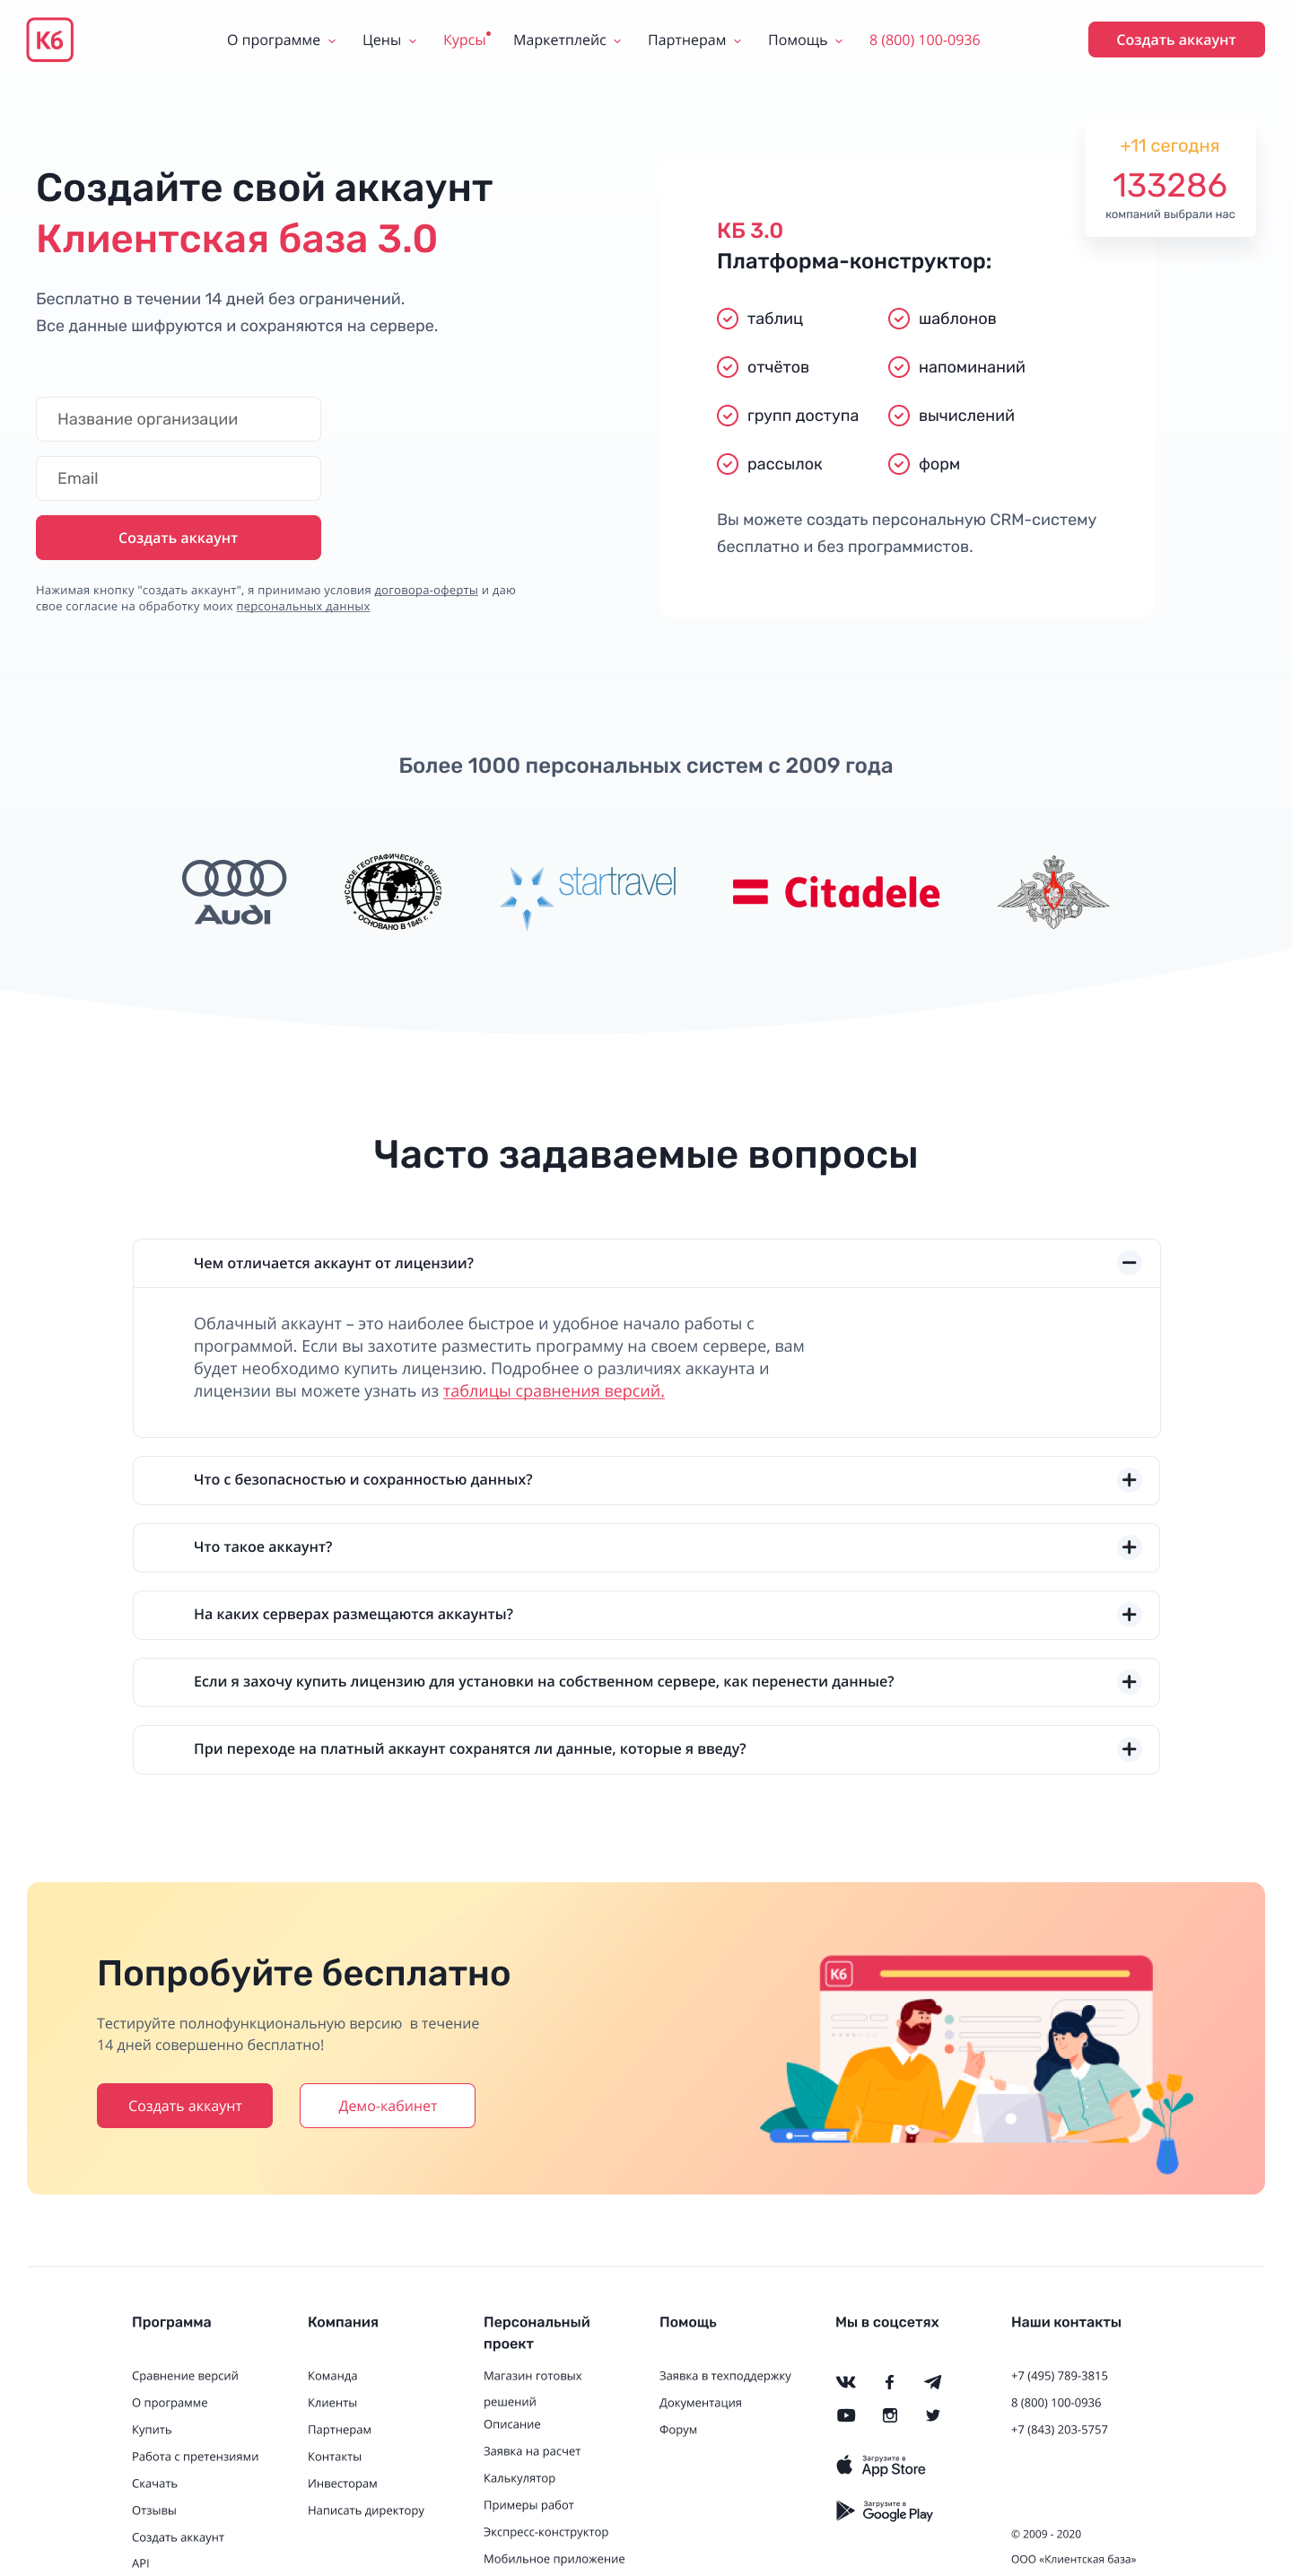 Кб
О программе
Цены
Курсы
Маркетплейс
Партнерам
Помощь
8 (800) 100-0936
Создать аккаунт
+11 сегодня
133286
компаний выбрали нас
Создайте свой аккаунт
Клиентская база 3.0
Бесплатно в течении 14 дней без ограничений.
Все данные шифруются и сохраняются на сервере.
Название организации
Email
Создать аккаунт
Нажимая кнопку "создать аккаунт", я принимаю условия договора-оферты и даю
свое согласие на обработку моих персональных данных
КБ 3.0
Платформа-конструктор:
таблиц
шаблонов
отчётов
напоминаний
групп доступа
вычислений
рассылок
форм
Вы можете создать персональную CRM-систему
бесплатно и без программистов.
Более 1000 персональных систем с 2009 года
Audi
РУССКОЕ ГЕОГРАФИЧЕСКОЕ ОБЩЕСТВО
ОСНОВАНО В 1845 г.
startravel
Citadele
Часто задаваемые вопросы
Чем отличается аккаунт от лицензии?
Облачный аккаунт – это наиболее быстрое и удобное начало работы с
программой. Если вы захотите разместить программу на своем сервере, вам
будет необходимо купить лицензию. Подробнее о различиях аккаунта и
лицензии вы можете узнать из таблицы сравнения версий.
Что с безопасностью и сохранностью данных?
Что такое аккаунт?
На каких серверах размещаются аккаунты?
Если я захочу купить лицензию для установки на собственном сервере, как перенести данные?
При переходе на платный аккаунт сохранятся ли данные, которые я введу?
Попробуйте бесплатно
Тестируйте полнофункциональную версию в течение
14 дней совершенно бесплатно!
Создать аккаунт
Демо-кабинет
Кб
Программа
Сравнение версий
О программе
Купить
Работа с претензиями
Скачать
Отзывы
Создать аккаунт
API
Компания
Команда
Клиенты
Партнерам
Контакты
Инвесторам
Написать директору
Персональный
проект
Магазин готовых
решений
Описание
Заявка на расчет
Калькулятор
Примеры работ
Экспресс-конструктор
Мобильное приложение
Помощь
Заявка в техподдержку
Документация
Форум
Мы в соцсетях
Загрузите в
App Store
Загрузите в
Google Play
Наши контакты
+7 (495) 789-3815
8 (800) 100-0936
+7 (843) 203-5757
© 2009 - 2020
ООО «Клиентская база»